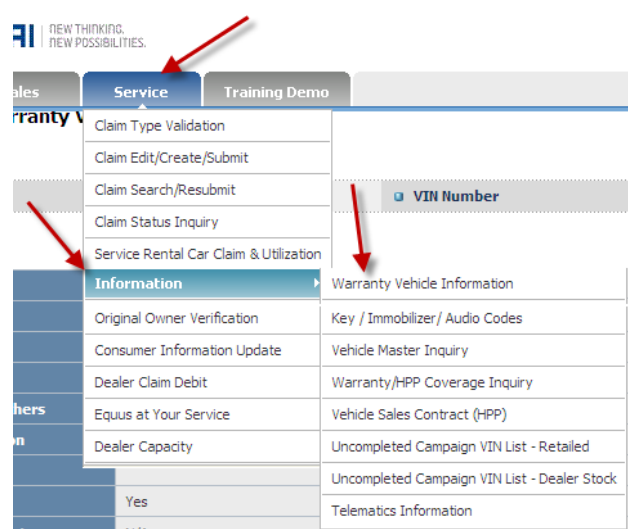 AI NEW THINKING.
NEW POSSIBILITIES.
ales Service Training Demo
rranty V
Claim Type Validation
Claim Edit/Create/Submit
Claim Search/Resubmit
VIN Number
Claim Status Inquiry
Service Rental Car Claim & Utilization
Information
Warranty Vehicle Information
Original Owner Verification
Key / Immobilizer/ Audio Codes
Consumer Information Update
Vehicle Master Inquiry
Dealer Claim Debit
Warranty/HPP Coverage Inquiry
hers
Equus at Your Service
Vehicle Sales Contract (HPP)
on
Dealer Capacity
Uncompleted Campaign VIN List - Retailed
Uncompleted Campaign VIN List - Dealer Stock
Yes
Telematics Information